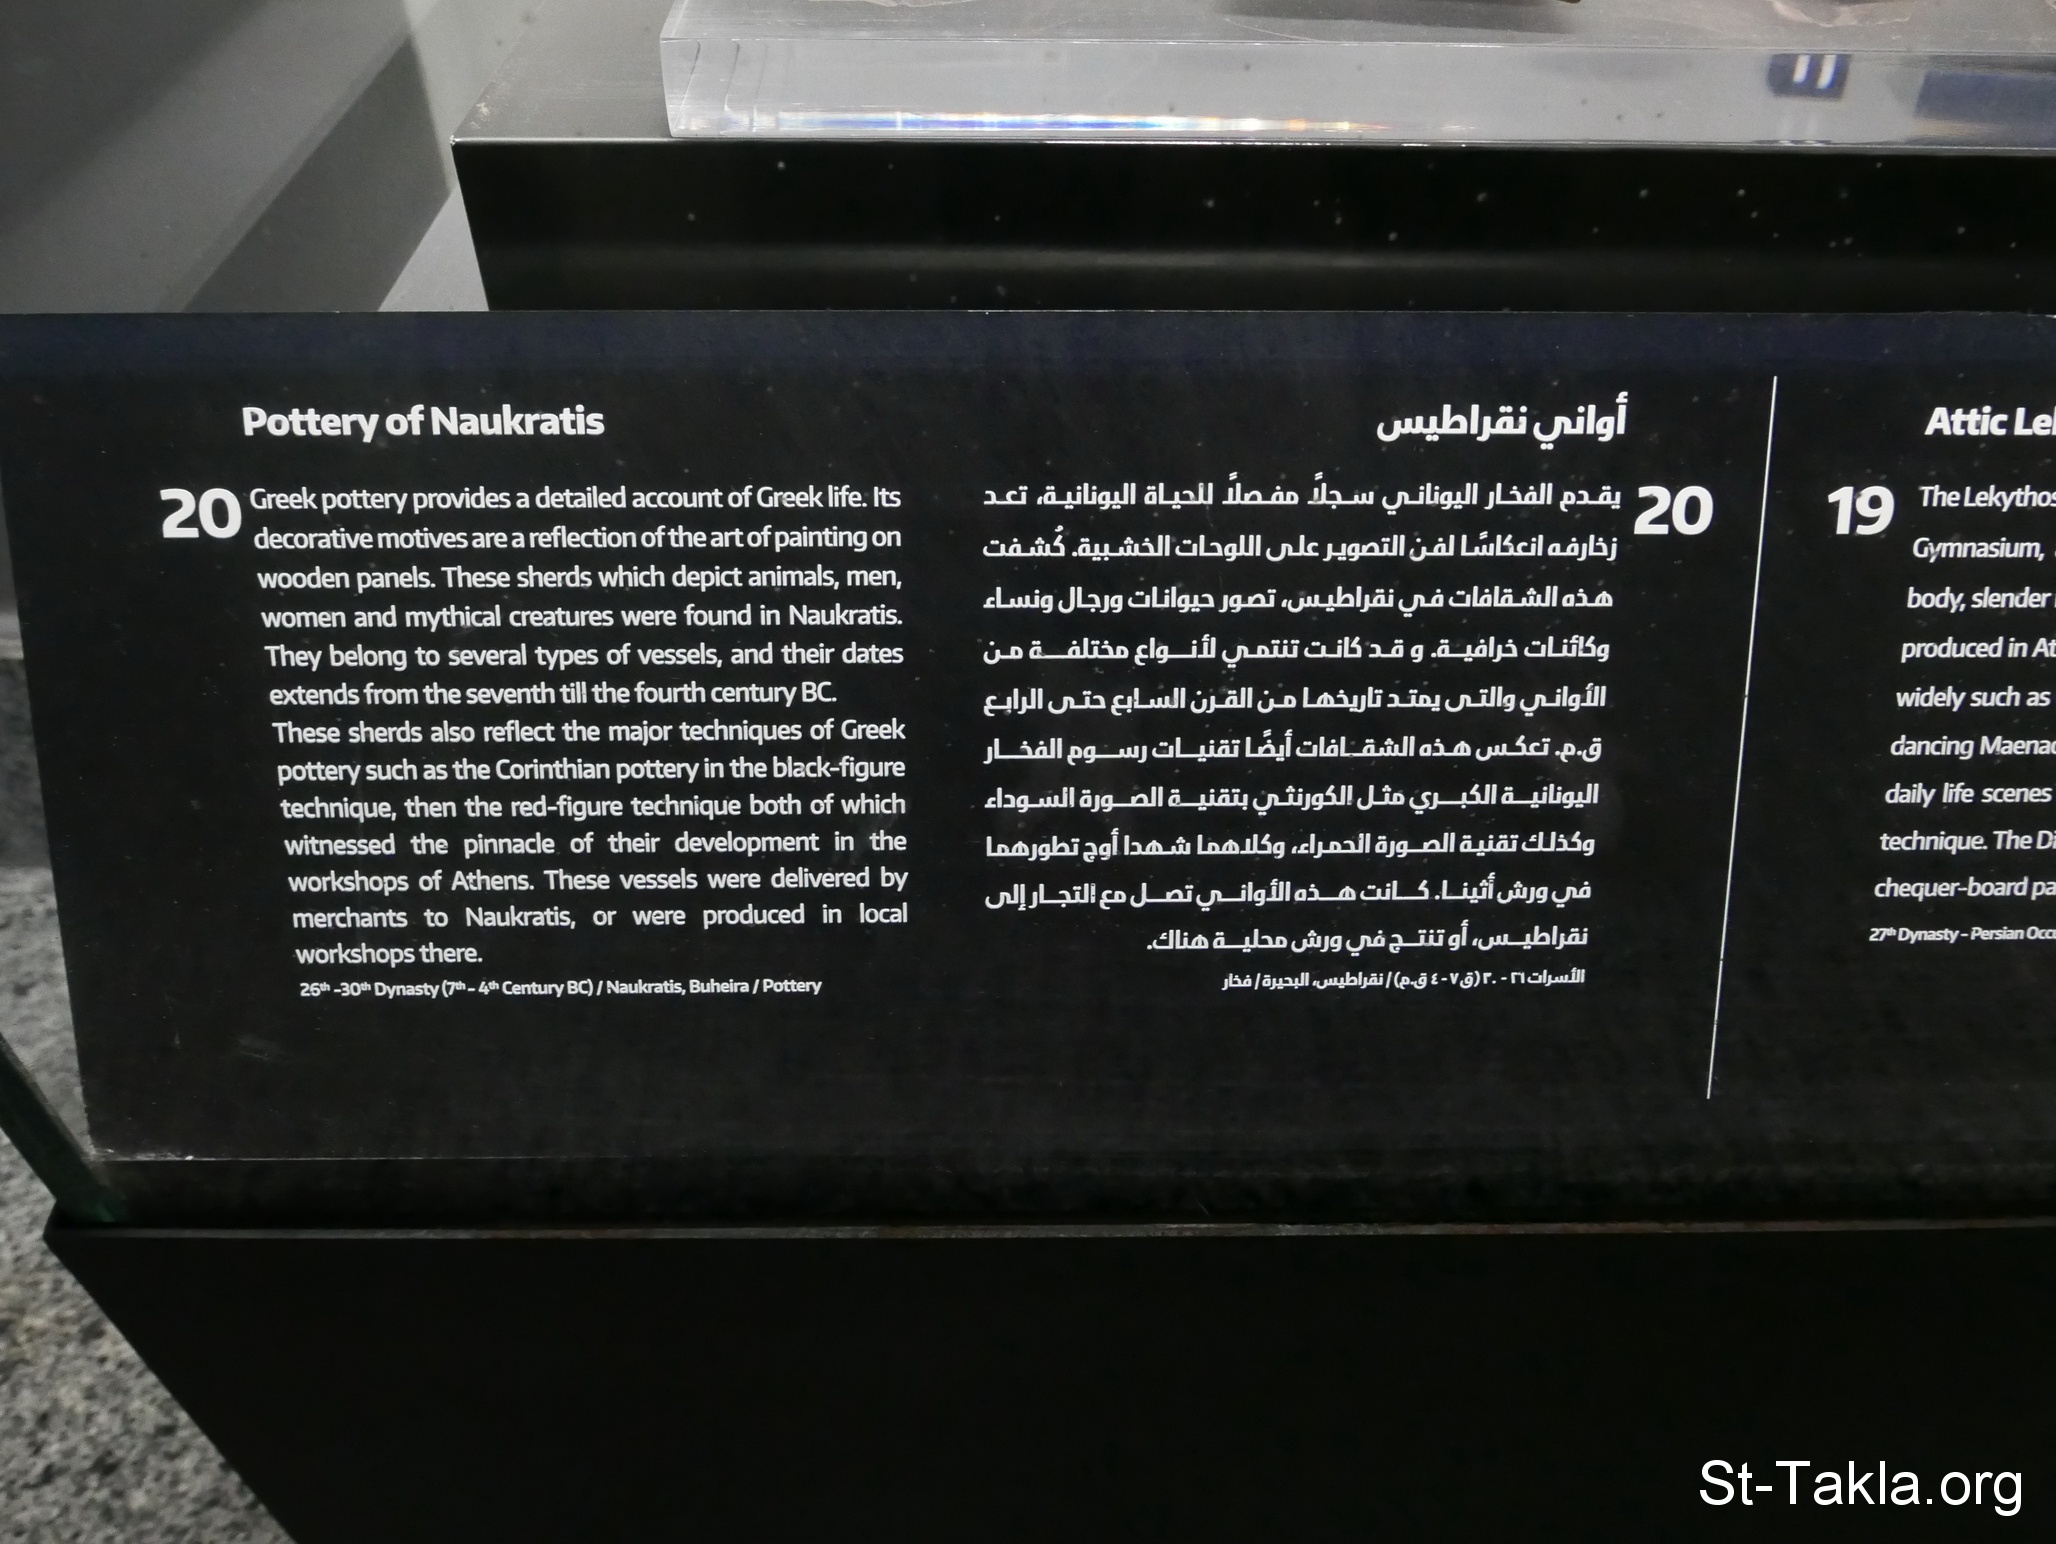 Pottery of Naukratis
20
Greek pottery provides a detailed account of Greek life. Its
decorative motives are a reflection of the art of painting on
wooden panels. These sherds which depict animals, men,
women and mythical creatures were found in Naukratis.
They belong to several types of vessels, and their dates
extends from the seventh till the fourth century BC.
These sherds also reflect the major techniques of Greek
pottery such as the Corinthian pottery in the black-figure
technique, then the red-figure technique both of which
witnessed the pinnacle of their development in the
workshops of Athens. These vessels were delivered by
merchants to Naukratis, or were produced in local
workshops there.
26th -30th Dynasty (7th - 4th Century BC) / Naukratis, Buheira / Pottery
أواني نقراطيس
20
يقدم الفخار اليوناني سجلاً مفصلاً للحياة اليونانية، تعد
زخارفه انعكاسًا لفن التصوير على اللوحات الخشبية. كُشفت
هذه الشقافات في نقراطيس، تصور حيوانات ورجال ونساء
وكائنات خرافية. و قد كانت تنتمي لأنواع مختلفة من
الأواني والتى يمتد تاريخها من القرن السابع حتى الرابع
ق.م. تعكس هذه الشقافات أيضًا تقنيات رسوم الفخار
اليونانية الكبري مثل الكورنثي بتقنية الصورة السوداء
وكذلك تقنية الصورة الحمراء، وكلاهما شهدا أوج تطورهما
في ورش أثينا. كانت هذه الأواني تصل مع التجار إلى
نقراطيس، أو تنتج في ورش محلية هناك.
الأسرات ٢٦ - ٣٠ (ق ٧ - ٤ ق.م) / نقراطيس، البحيرة / فخار
Attic
19
The Lekythos
Gymnasium,
body, slender
produced in
widely such as
dancing
daily life scenes
technique. The
chequer-board
27th Dynasty - Persian
St-Takla.org